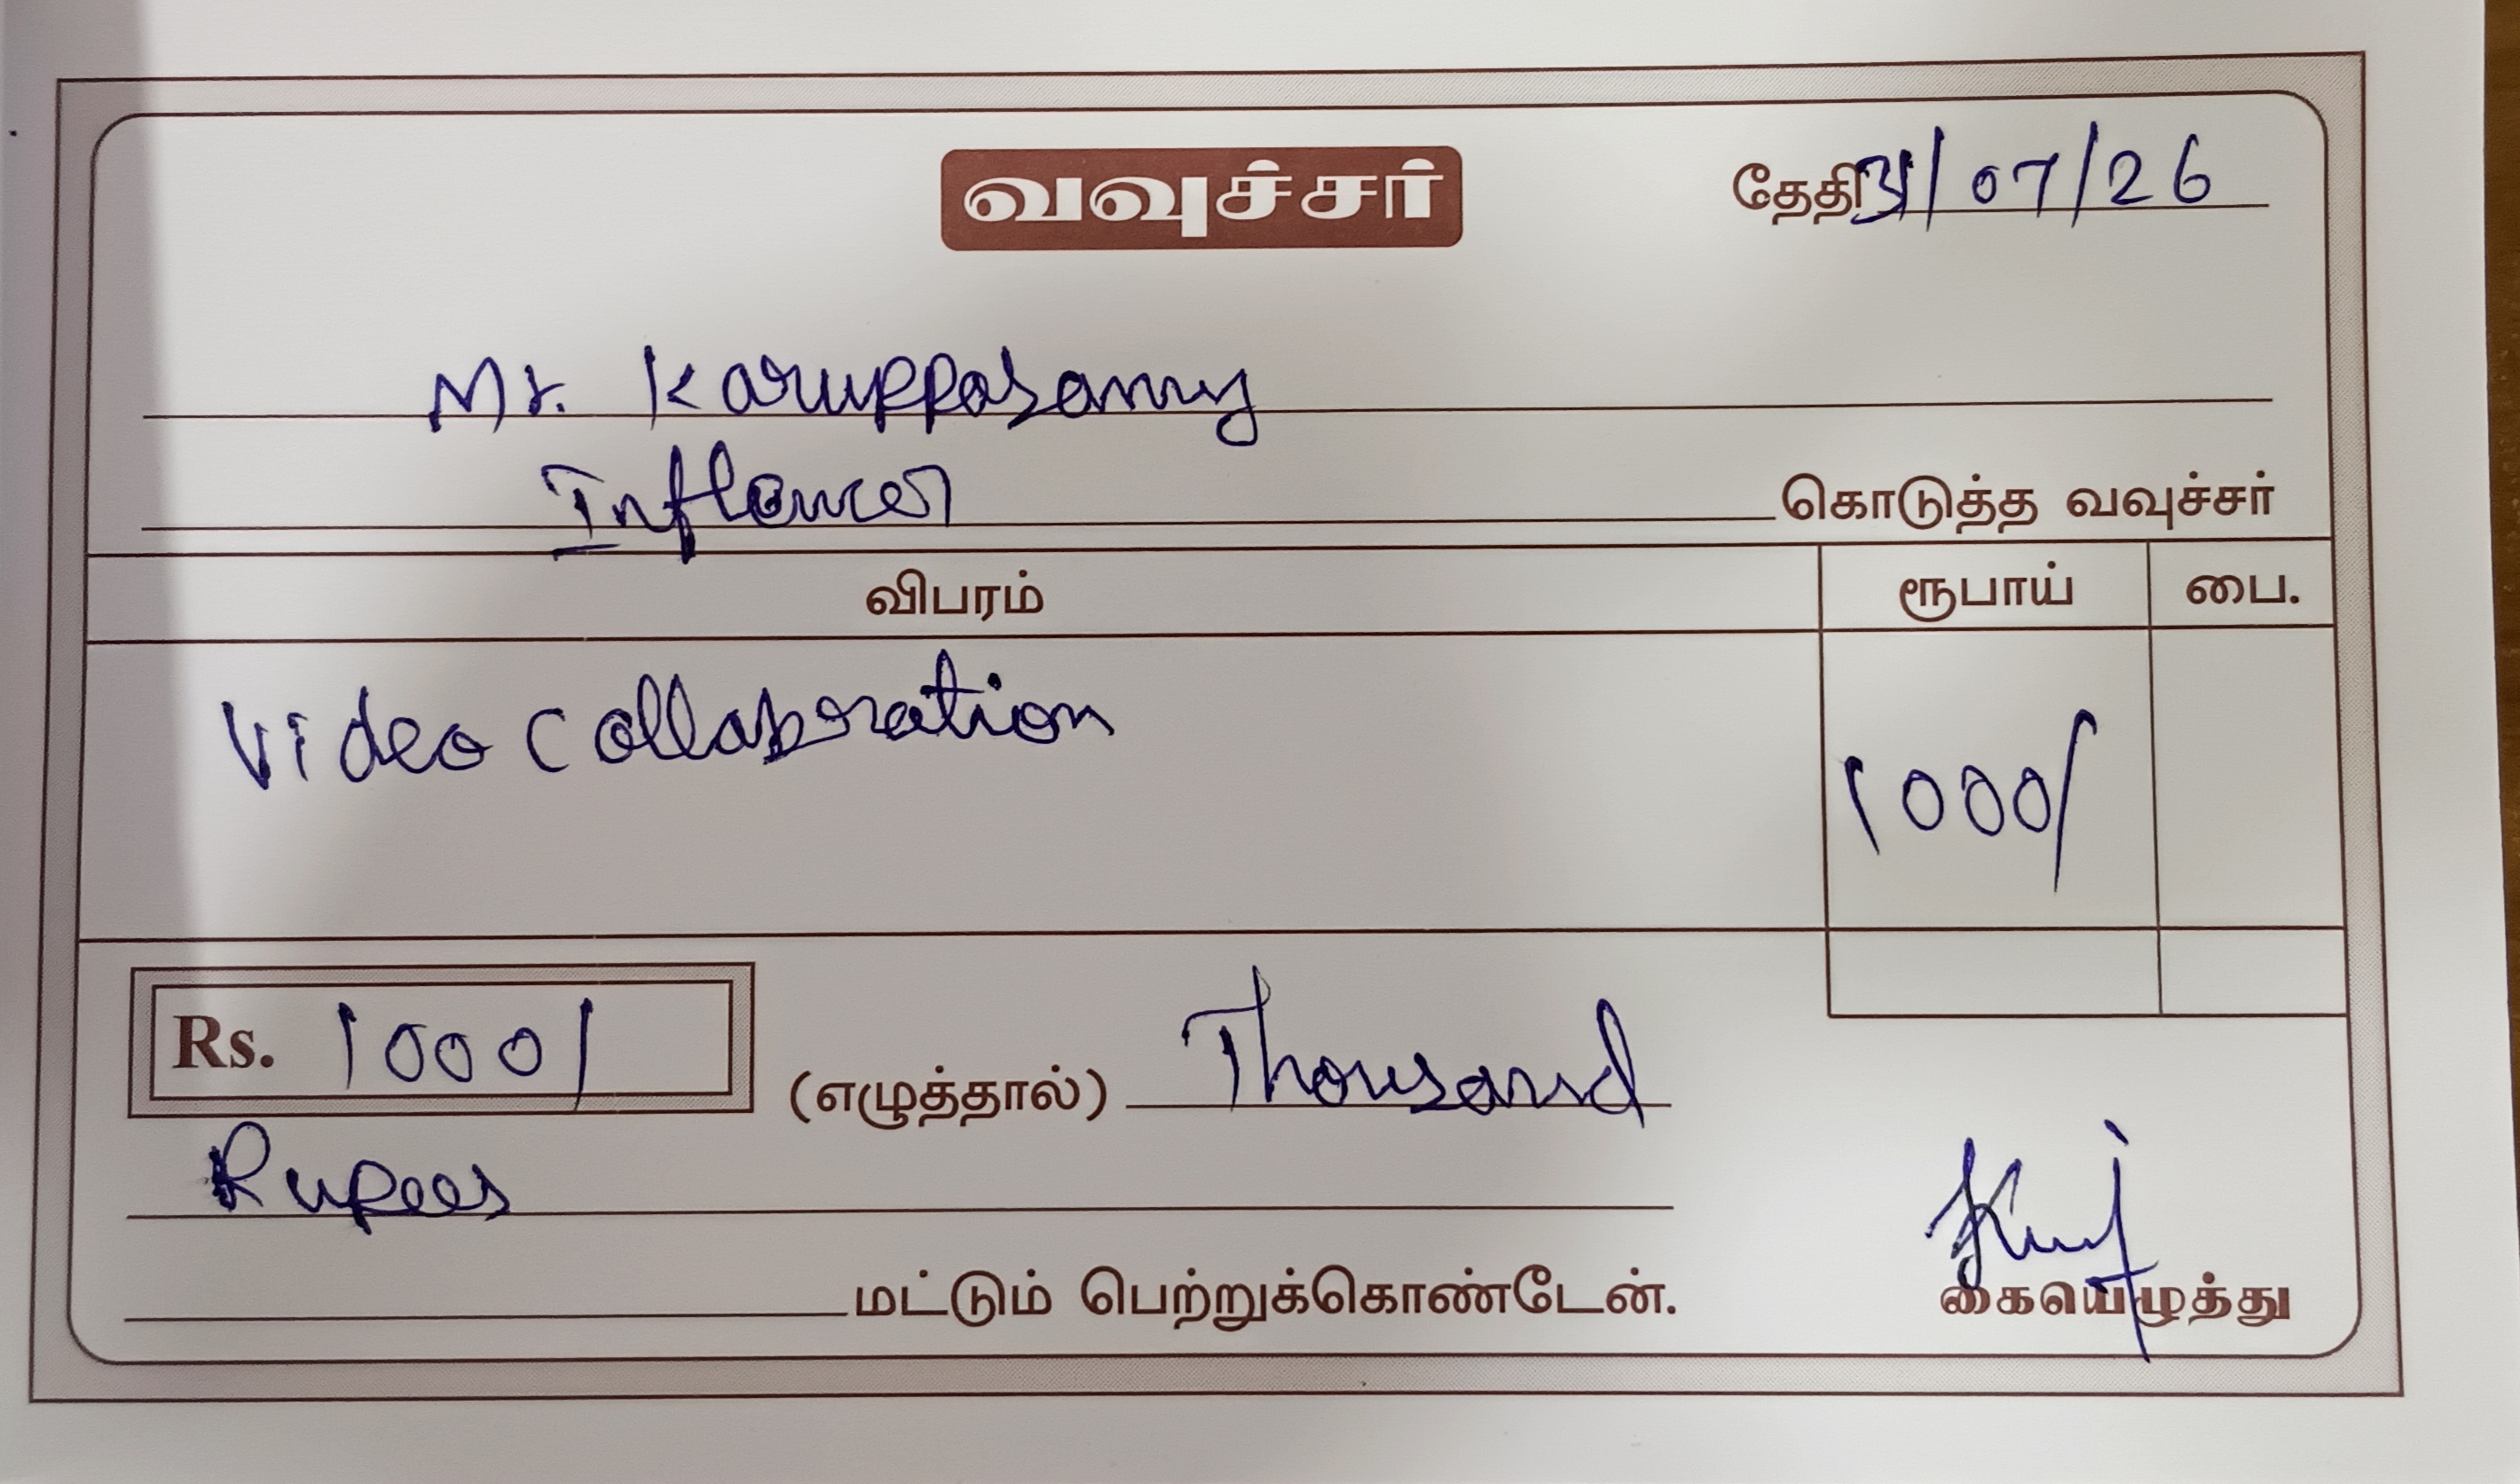 வவுச்சர்
தேதி 31/07/26
Mr. Karuppasamy
Influencer
கொடுத்த வவுச்சர்
விபரம் ரூபாய் பை.
Video Collaboration 1000/
Rs. 1000/ (எழுத்தால்) Thousand
Rupees
மட்டும் பெற்றுக்கொண்டேன். கையெழுத்து